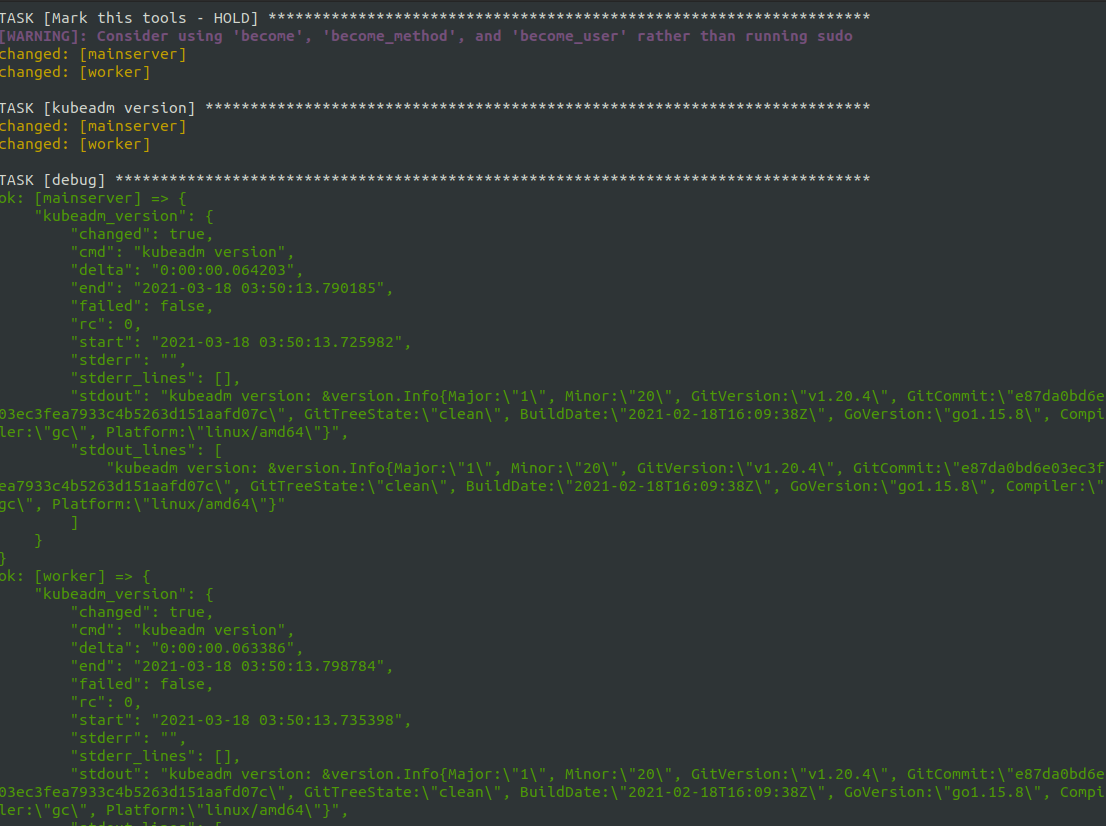 TASK [Mark this tools - HOLD] *******************************************************************
[WARNING]: Consider using 'become', 'become_method', and 'become_user' rather than running sudo
changed: [mainserver]
changed: [worker]
TASK [kubeadm version] **************************************************************************
changed: [mainserver]
changed: [worker]
TASK [debug] ************************************************************************************
ok: [mainserver] => {
    "kubeadm_version": {
        "changed": true,
        "cmd": "kubeadm version",
        "delta": "0:00:00.064203",
        "end": "2021-03-18 03:50:13.790185",
        "failed": false,
        "rc": 0,
        "start": "2021-03-18 03:50:13.725982",
        "stderr": "",
        "stderr_lines": [],
        "stdout": "kubeadm version: &version.Info{Major:\"1\", Minor:\"20\", GitVersion:\"v1.20.4\", GitCommit:\"e87da0bd6e
03ec3fea7933c4b5263d151aafd07c\", GitTreeState:\"clean\", BuildDate:\"2021-02-18T16:09:38Z\", GoVersion:\"go1.15.8\", Compi
ler:\"gc\", Platform:\"linux/amd64\"}",
        "stdout_lines": [
            "kubeadm version: &version.Info{Major:\"1\", Minor:\"20\", GitVersion:\"v1.20.4\", GitCommit:\"e87da0bd6e03ec3f
ea7933c4b5263d151aafd07c\", GitTreeState:\"clean\", BuildDate:\"2021-02-18T16:09:38Z\", GoVersion:\"go1.15.8\", Compiler:\"
gc\", Platform:\"linux/amd64\"}"
        ]
    }
}
ok: [worker] => {
    "kubeadm_version": {
        "changed": true,
        "cmd": "kubeadm version",
        "delta": "0:00:00.063386",
        "end": "2021-03-18 03:50:13.798784",
        "failed": false,
        "rc": 0,
        "start": "2021-03-18 03:50:13.735398",
        "stderr": "",
        "stderr_lines": [],
        "stdout": "kubeadm version: &version.Info{Major:\"1\", Minor:\"20\", GitVersion:\"v1.20.4\", GitCommit:\"e87da0bd6e
03ec3fea7933c4b5263d151aafd07c\", GitTreeState:\"clean\", BuildDate:\"2021-02-18T16:09:38Z\", GoVersion:\"go1.15.8\", Compi
ler:\"gc\", Platform:\"linux/amd64\"}",
        "stdout_lines": [